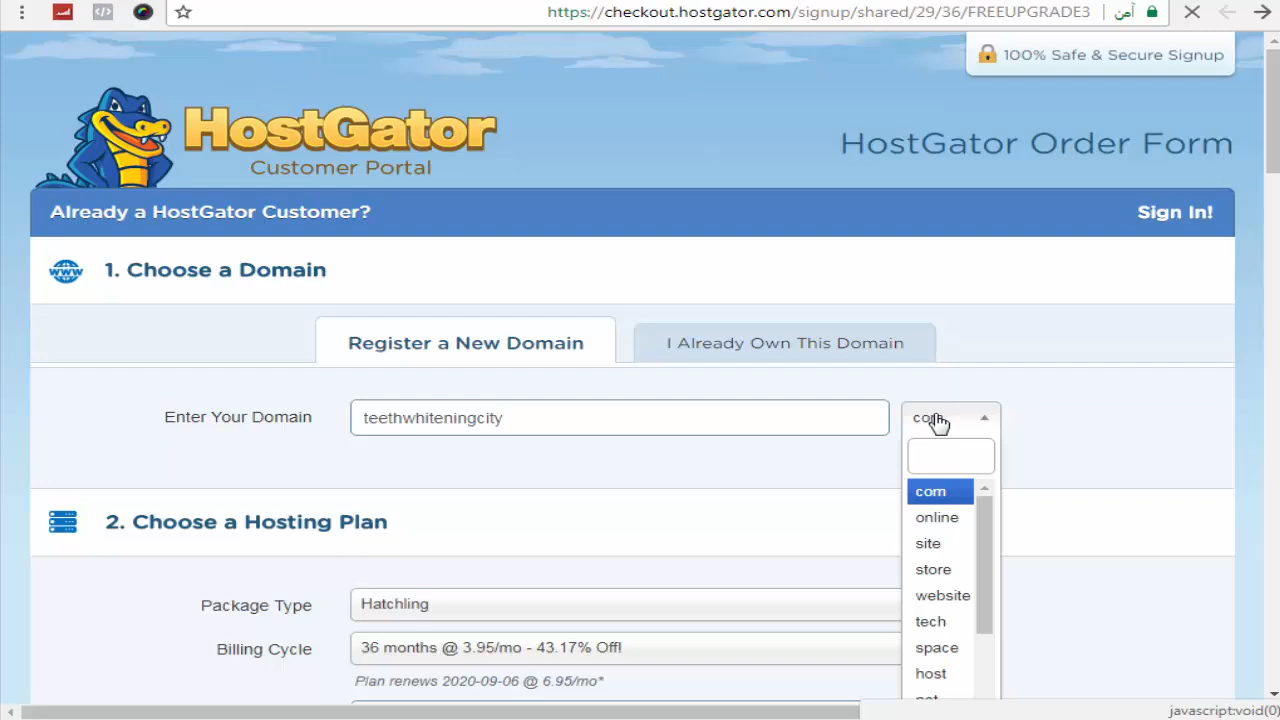 https://checkout.hostgator.com/signup/shared/29/36/FREEUPGRADE3 آمن
100% Safe & Secure Signup
HostGator
Customer Portal
HostGator Order Form
Already a HostGator Customer?
Sign In!
www
1. Choose a Domain
Register a New Domain
I Already Own This Domain
Enter Your Domain
teethwhiteningcity
com
online
site
store
website
tech
space
host
2. Choose a Hosting Plan
Package Type
Hatchling
Billing Cycle
36 months @ 3.95/mo - 43.17% Off!
Plan renews 2020-09-06 @ 6.95/mo*
javascript:void(0)